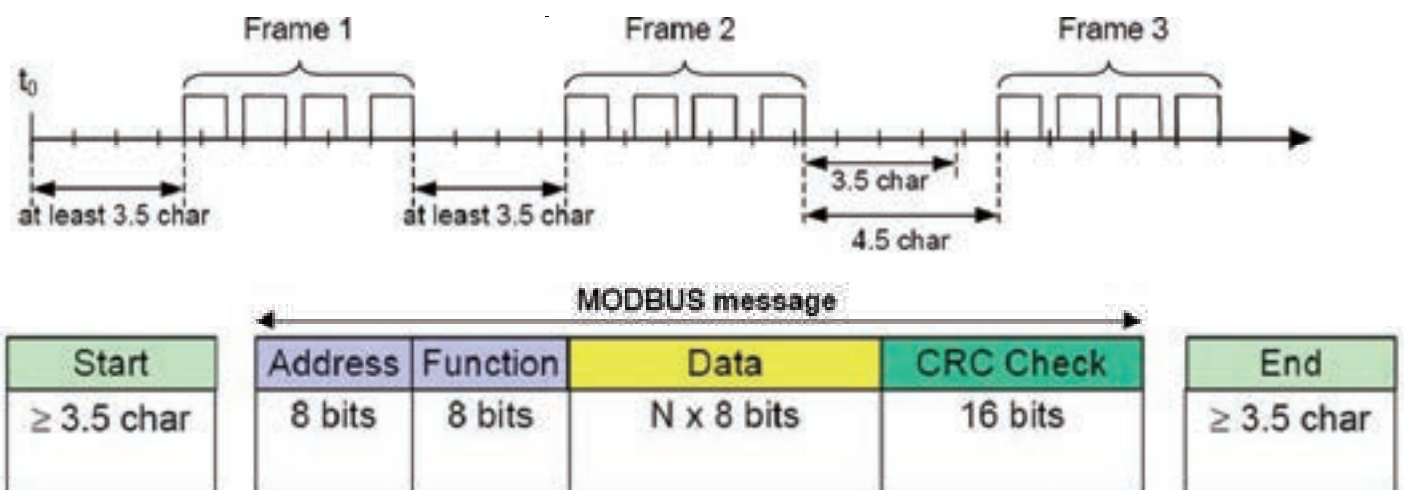 Frame 1 Frame 2 Frame 3
t0
3.5 char
at least 3.5 char at least 3.5 char
4.5 char
MODBUS message
Start Address Function Data CRC Check End
≥ 3.5 char 8 bits 8 bits N x 8 bits 16 bits ≥ 3.5 char